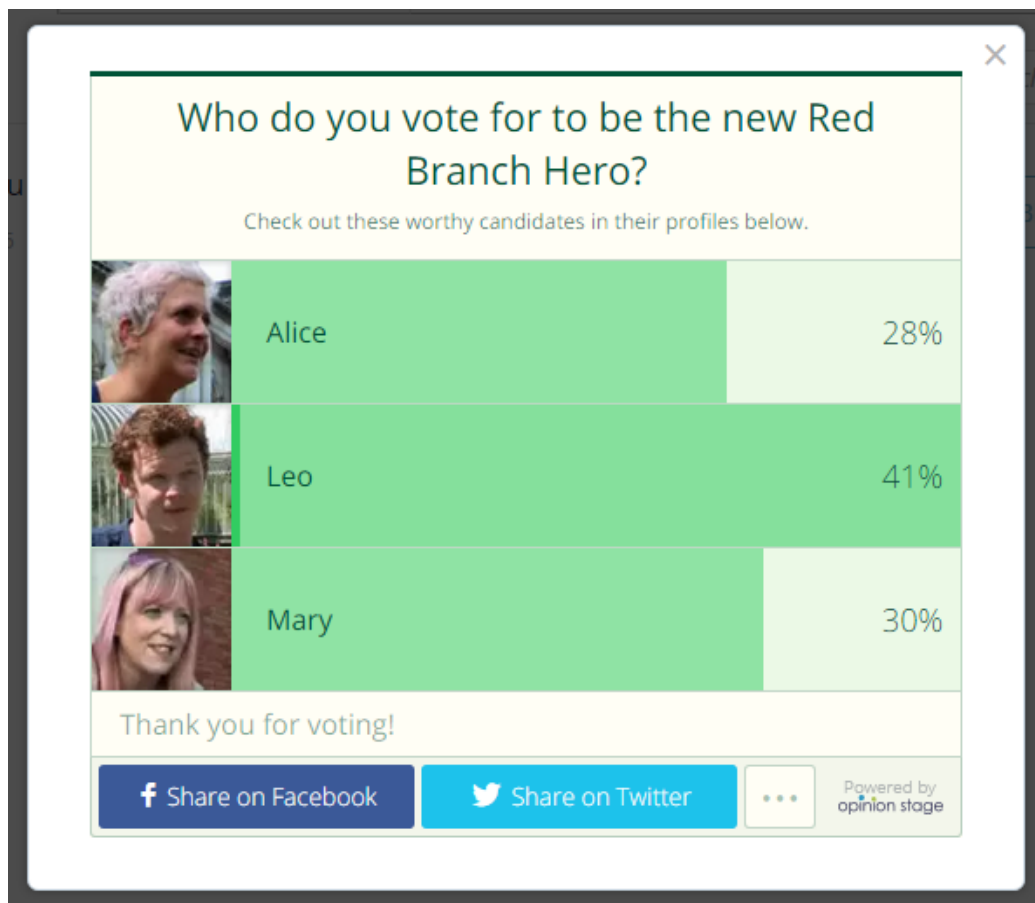 ×
Who do you vote for to be the new Red
Branch Hero?
Check out these worthy candidates in their profiles below.
Alice 28%
Leo 41%
Mary 30%
Thank you for voting!
f Share on Facebook Share on Twitter ... Powered by
opinion stage